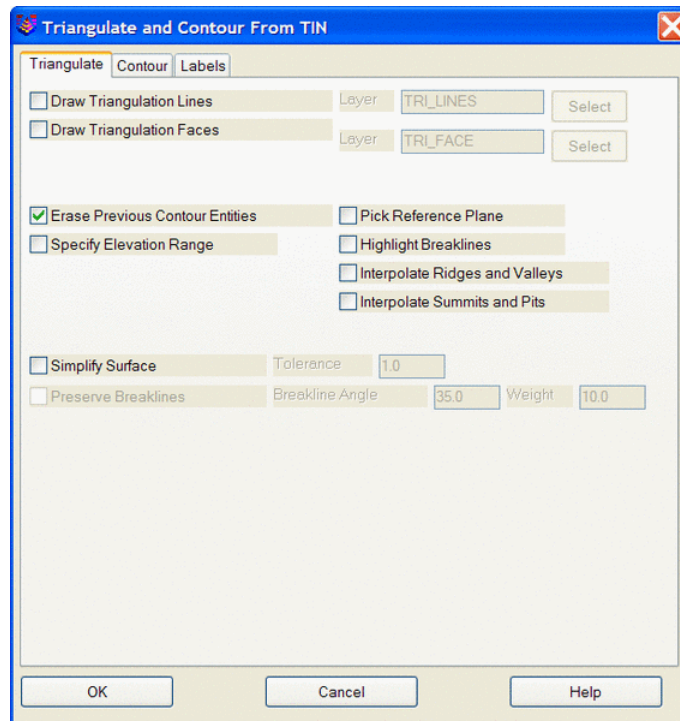 Triangulate and Contour From TIN
Triangulate Contour Labels
Draw Triangulation Lines Layer TRI_LINES Select
Draw Triangulation Faces Layer TRI_FACE Select
Erase Previous Contour Entities Pick Reference Plane
Specify Elevation Range Highlight Breaklines
Interpolate Ridges and Valleys
Interpolate Summits and Pits
Simplify Surface Tolerance 1.0
Preserve Breaklines Breakline Angle 35.0 Weight 10.0
OK Cancel Help